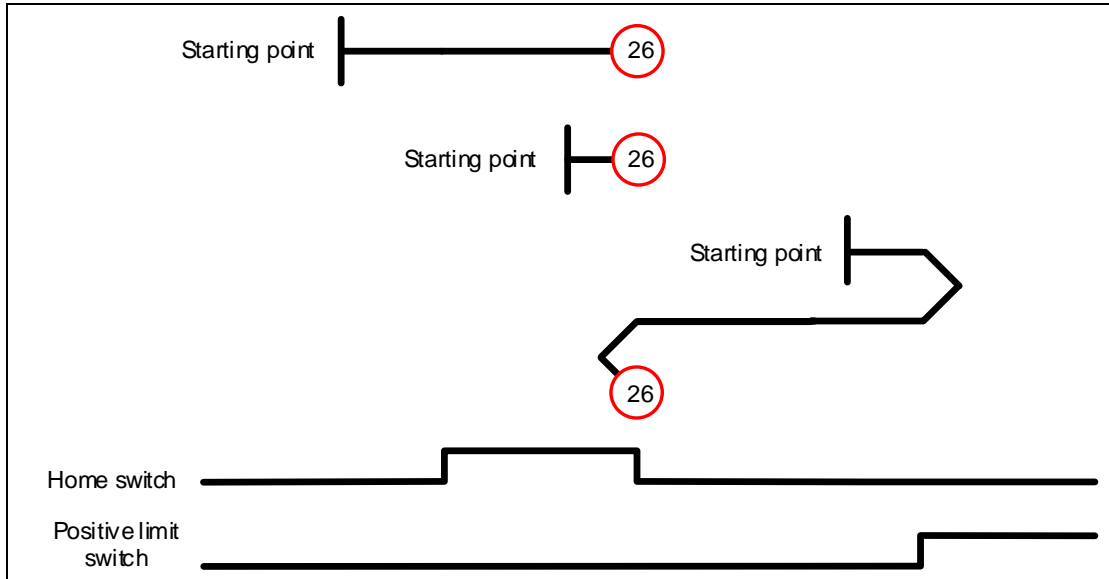 Starting point
26
Starting point
26
Starting point
26
Home switch
Positive limit
switch